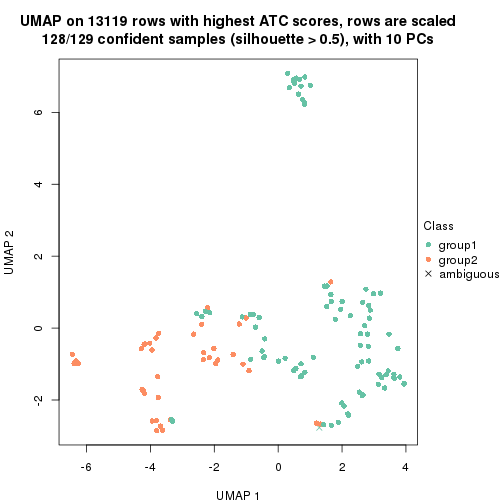 UMAP on 13119 rows with highest ATC scores, rows are scaled
128/129 confident samples (silhouette > 0.5), with 10 PCs
6
4
2
0
-2
UMAP 2
-6
-4
-2
0
2
4
UMAP 1
Class
group1
group2
ambiguous